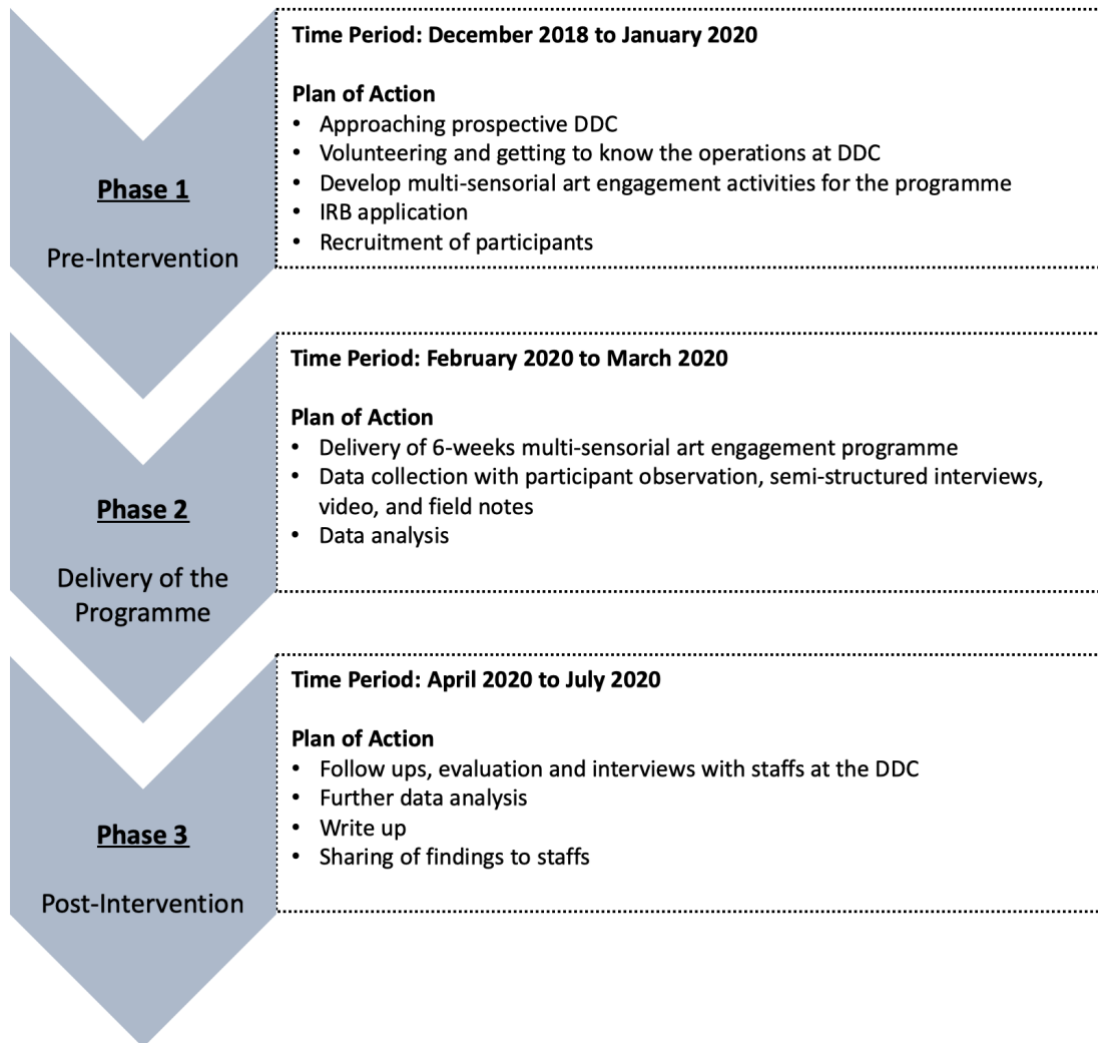 Phase 1
Pre-Intervention
Time Period: December 2018 to January 2020
Plan of Action
• Approaching prospective DDC
• Volunteering and getting to know the operations at DDC
• Develop multi-sensorial art engagement activities for the programme
• IRB application
• Recruitment of participants
Phase 2
Delivery of the
Programme
Time Period: February 2020 to March 2020
Plan of Action
• Delivery of 6-weeks multi-sensorial art engagement programme
• Data collection with participant observation, semi-structured interviews,
video, and field notes
• Data analysis
Phase 3
Post-Intervention
Time Period: April 2020 to July 2020
Plan of Action
• Follow ups, evaluation and interviews with staffs at the DDC
• Further data analysis
• Write up
• Sharing of findings to staffs